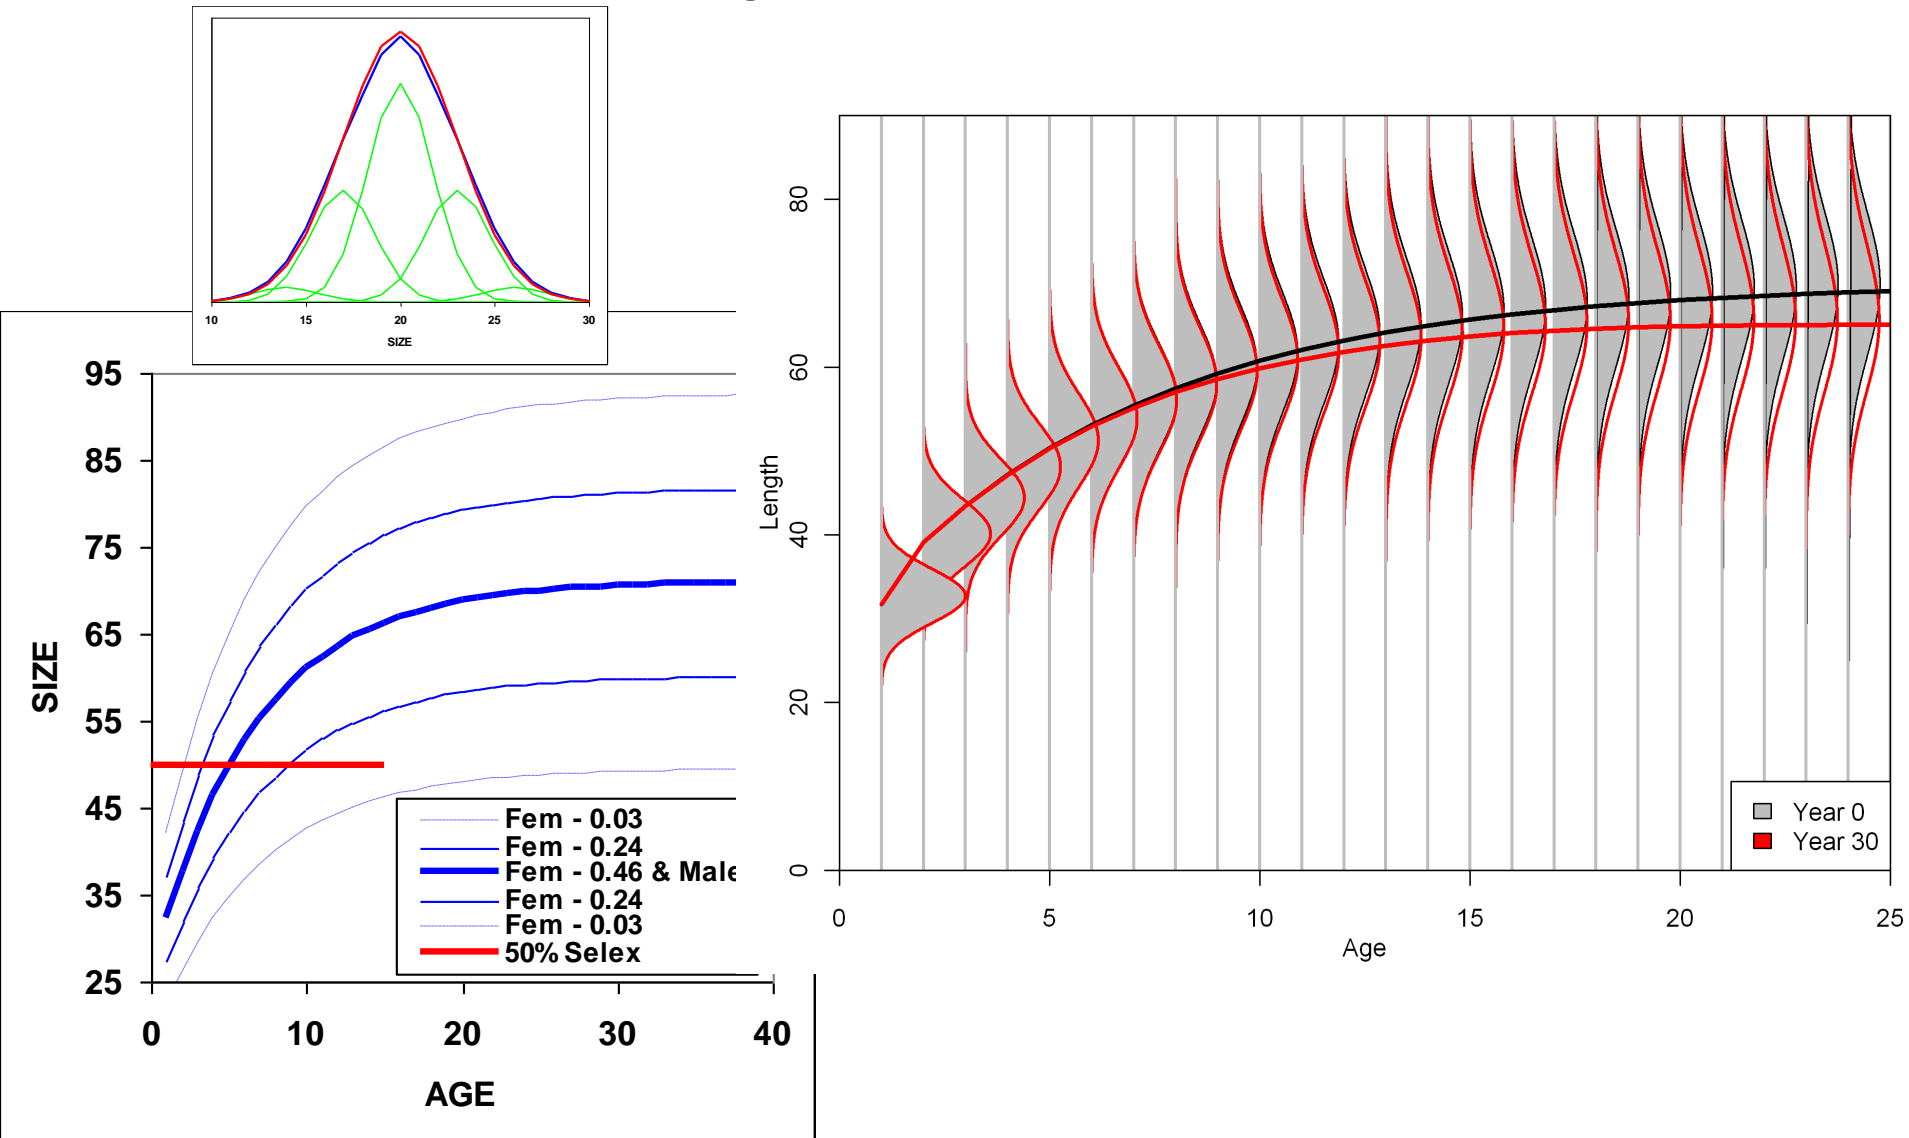 10 15 20 25 30
SIZE
95
85
75
65
55
45
35
25
SIZE
Fem - 0.03
Fem - 0.24
Fem - 0.46 & Male
Fem - 0.24
Fem - 0.03
50% Selex
0 10 20 30 40
AGE
80
60
40
20
0
Length
Year 0
Year 30
0 5 10 15 20 25
Age